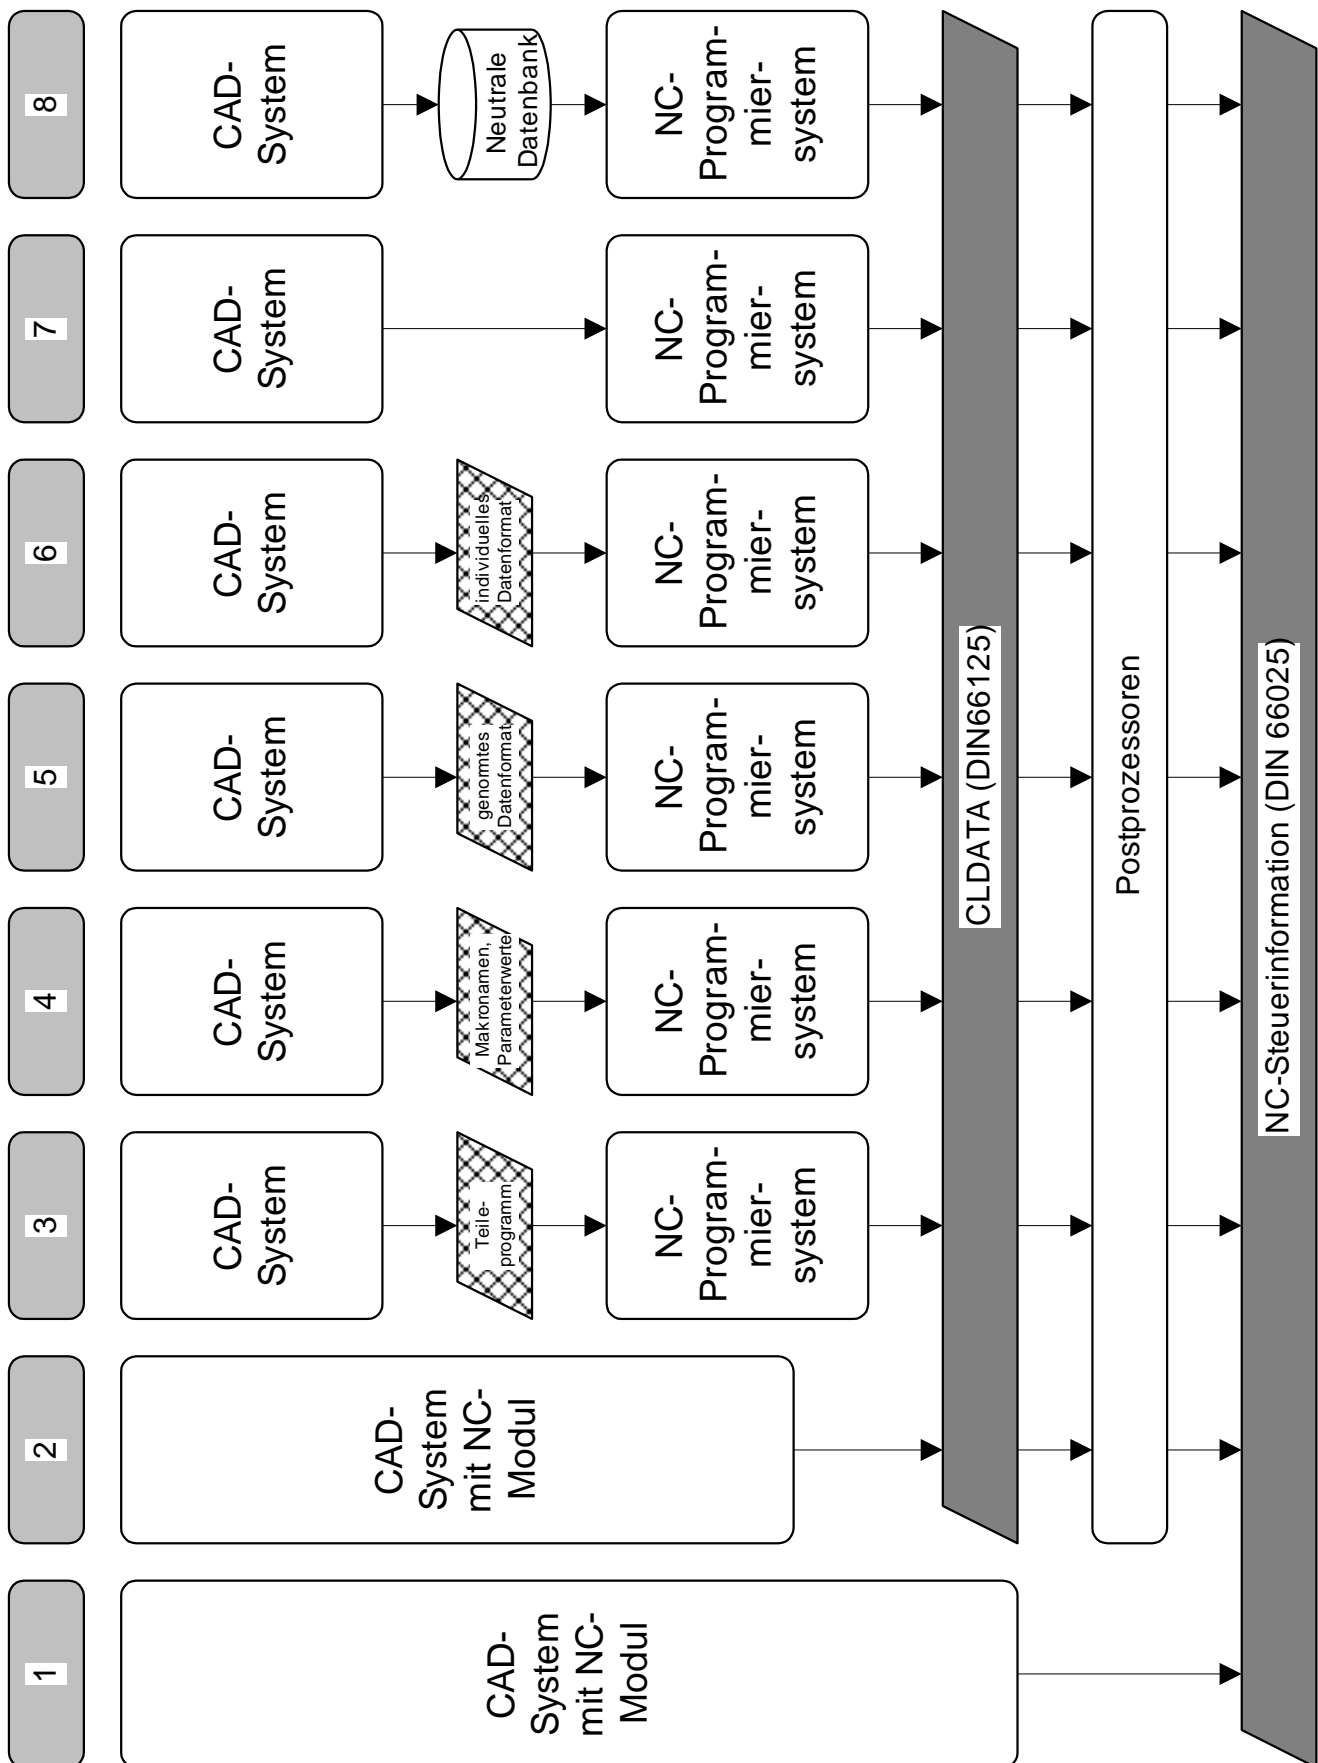 1
2
3
4
5
6
7
8
CAD-
System
mit NC-
Modul
CAD-
System
mit NC-
Modul
CAD-
System
CAD-
System
CAD-
System
CAD-
System
CAD-
System
CAD-
System
Teile-
programm
Makronamen,
Parameterwerte
genomtes
Datenformat
individuelles
Datenformat
Neutrale
Datenbank
NC-
Program-
mier-
system
NC-
Program-
mier-
system
NC-
Program-
mier-
system
NC-
Program-
mier-
system
NC-
Program-
mier-
system
NC-
Program-
mier-
system
CLDATA (DIN66125)
Postprozessoren
NC-Steuerinformation (DIN 66025)